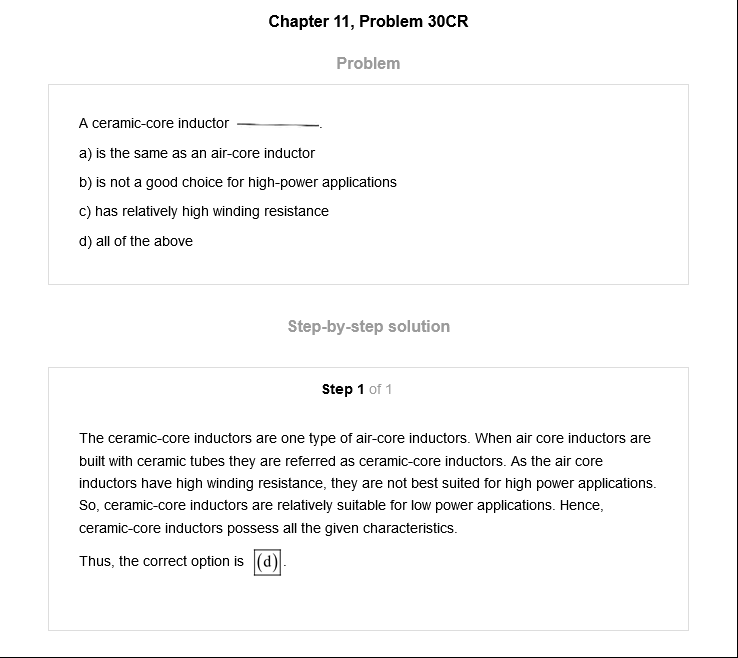 Chapter 11, Problem 30CR
Problem
A ceramic-core inductor ________.
a) is the same as an air-core inductor
b) is not a good choice for high-power applications
c) has relatively high winding resistance
d) all of the above
Step-by-step solution
Step 1 of 1
The ceramic-core inductors are one type of air-core inductors. When air core inductors are
built with ceramic tubes they are referred as ceramic-core inductors. As the air core
inductors have high winding resistance, they are not best suited for high power applications.
So, ceramic-core inductors are relatively suitable for low power applications. Hence,
ceramic-core inductors possess all the given characteristics.
Thus, the correct option is (d).